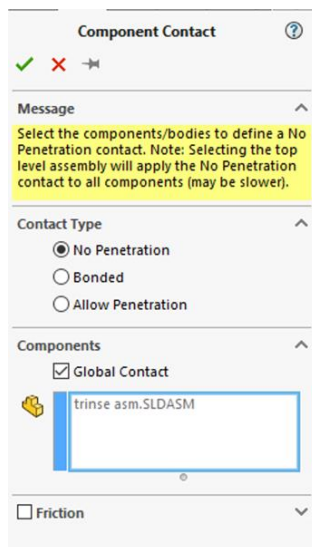 Component Contact
Message
Select the components/bodies to define a No
Penetration contact. Note: Selecting the top
level assembly will apply the No Penetration
contact to all components (may be slower).
Contact Type
No Penetration
Bonded
Allow Penetration
Components
Global Contact
trinse asm.SLDASM
Friction